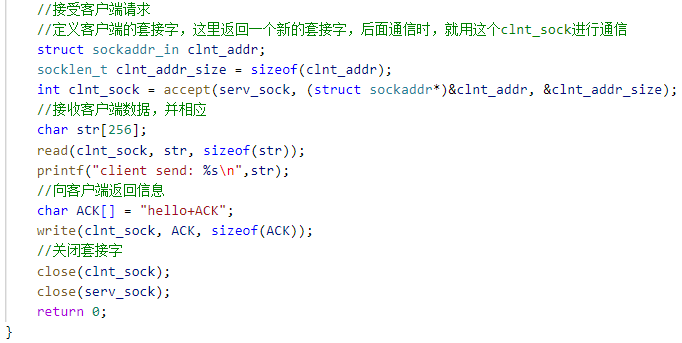 //接受客户端请求
//定义客户端的套接字，这里返回一个新的套接字，后面通信时，就用这个clnt_sock进行通信
struct sockaddr_in clnt_addr;
socklen_t clnt_addr_size = sizeof(clnt_addr);
int clnt_sock = accept(serv_sock, (struct sockaddr*)&clnt_addr, &clnt_addr_size);
//接收客户端数据，并相应
char str[256];
read(clnt_sock, str, sizeof(str));
printf("client send: %s\n",str);
//向客户端返回信息
char ACK[] = "hello+ACK";
write(clnt_sock, ACK, sizeof(ACK));
//关闭套接字
close(clnt_sock);
close(serv_sock);
return 0;
}